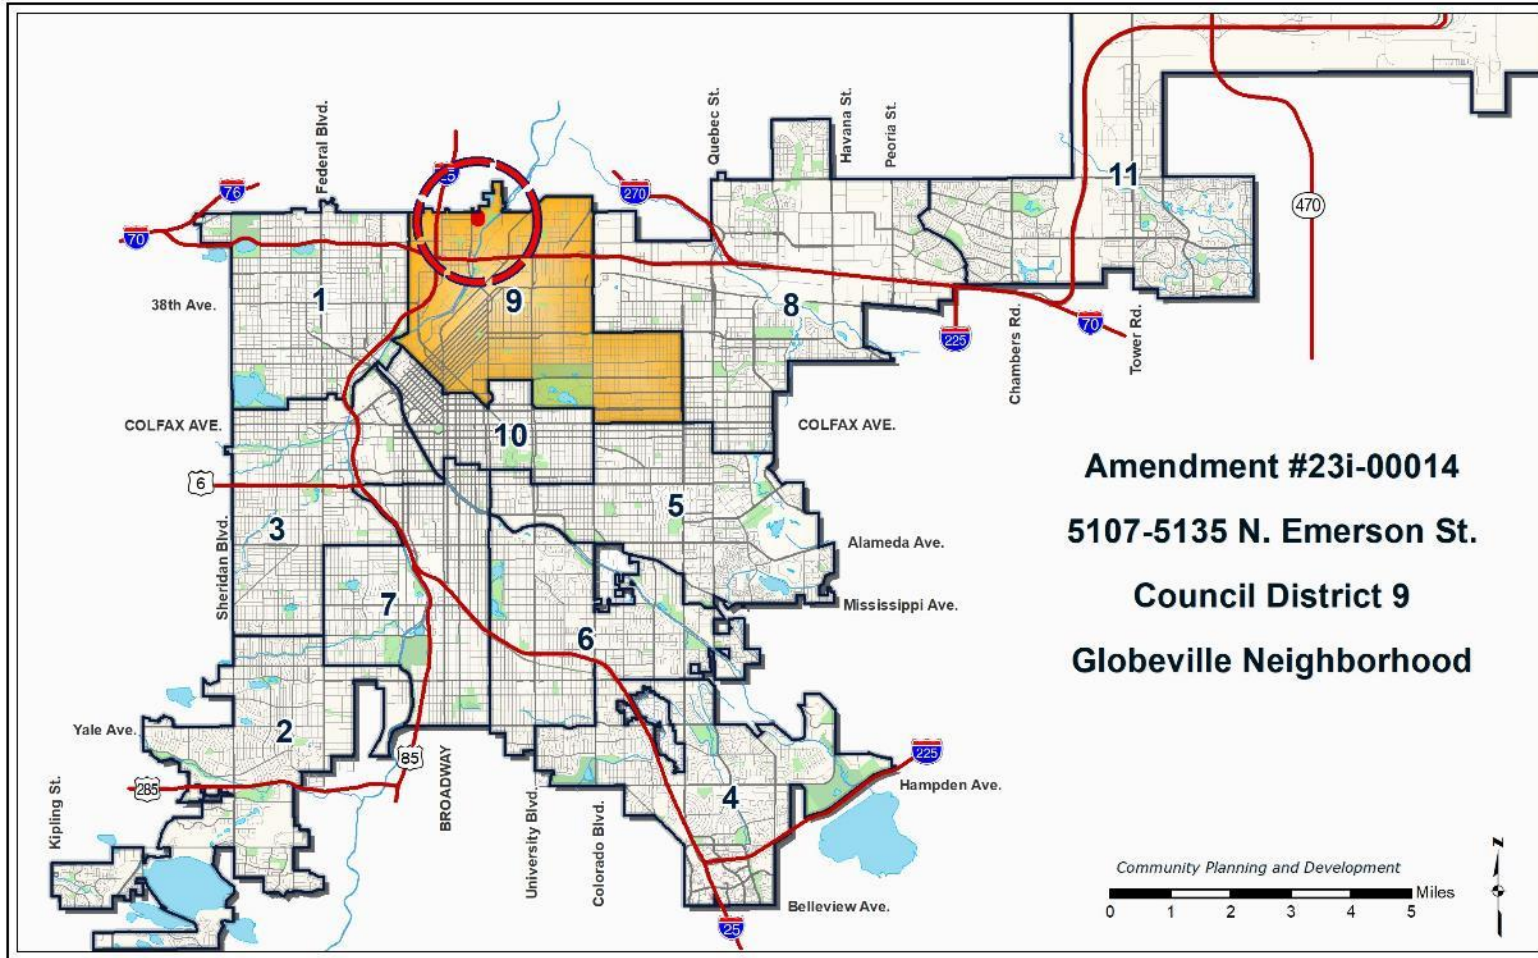 Federal Blvd.
Quebec St.
Havana St.
Peoria St.
76
270
11
470
70
38th Ave.
1
9
8
225
70
Chambers Rd.
Tower Rd.
COLFAX AVE.
10
COLFAX AVE.
6
Sheridan Blvd.
3
5
Alameda Ave.
7
Mississippi Ave.
6
Yale Ave.
2
85
225
285
Kipling St.
BROADWAY
University Blvd.
Colorado Blvd.
4
Hampden Ave.
Belleview Ave.
25
Amendment #23i-00014
5107-5135 N. Emerson St.
Council District 9
Globeville Neighborhood
Community Planning and Development
Miles
0 1 2 3 4 5
N